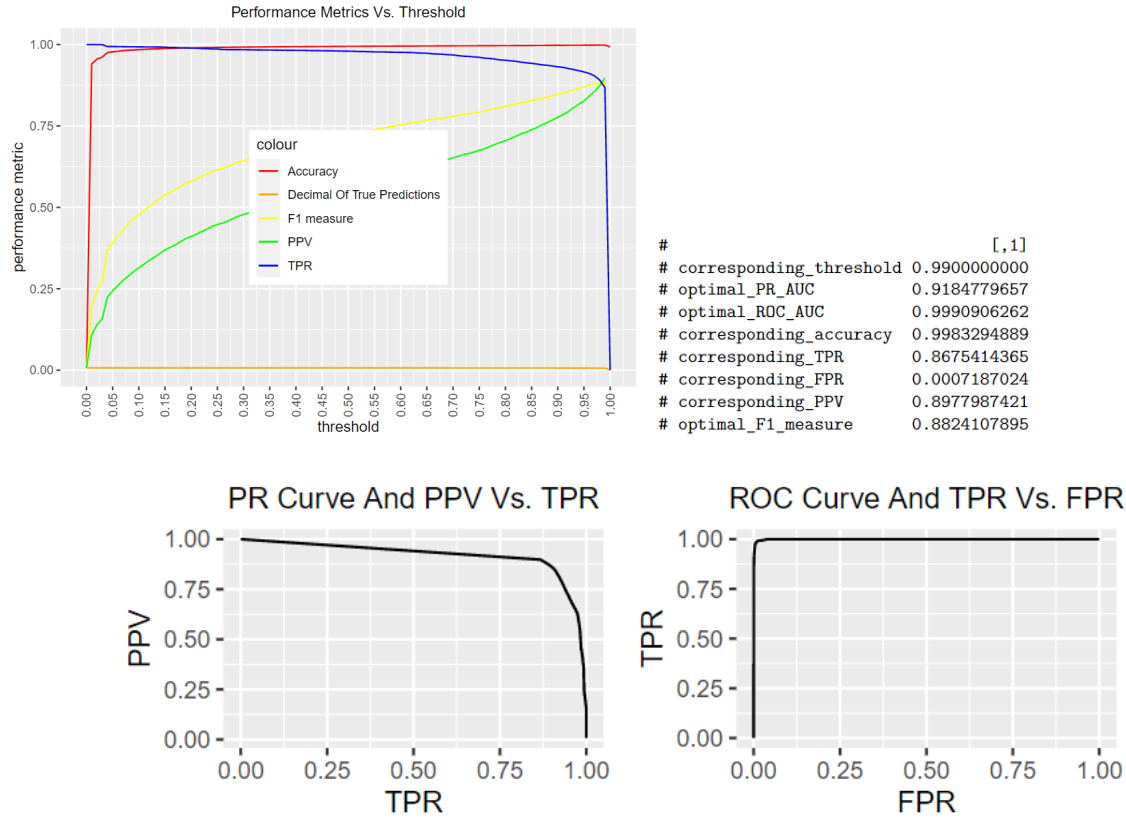 Performance Metrics Vs. Threshold
1.00
0.75
0.50
0.25
0.00
performance metric
colour
Accuracy
Decimal Of True Predictions
F1 measure
PPV
TPR
0.00 0.05 0.10 0.15 0.20 0.25 0.30 0.35 0.40 0.45 0.50 0.55 0.60 0.65 0.70 0.75 0.80 0.85 0.90 0.95 1.00
threshold
# [,1]
# corresponding_threshold 0.9900000000
# optimal_PR_AUC 0.9184779657
# optimal_ROC_AUC 0.9990906262
# corresponding_accuracy 0.9983294889
# corresponding_TPR 0.8675414365
# corresponding_FPR 0.0007187024
# corresponding_PPV 0.8977987421
# optimal_F1_measure 0.8824107895
PR Curve And PPV Vs. TPR
1.00
0.75
0.50
0.25
0.00
PPV
0.00 0.25 0.50 0.75 1.00
TPR
ROC Curve And TPR Vs. FPR
1.00
0.75
0.50
0.25
0.00
TPR
0.00 0.25 0.50 0.75 1.00
FPR